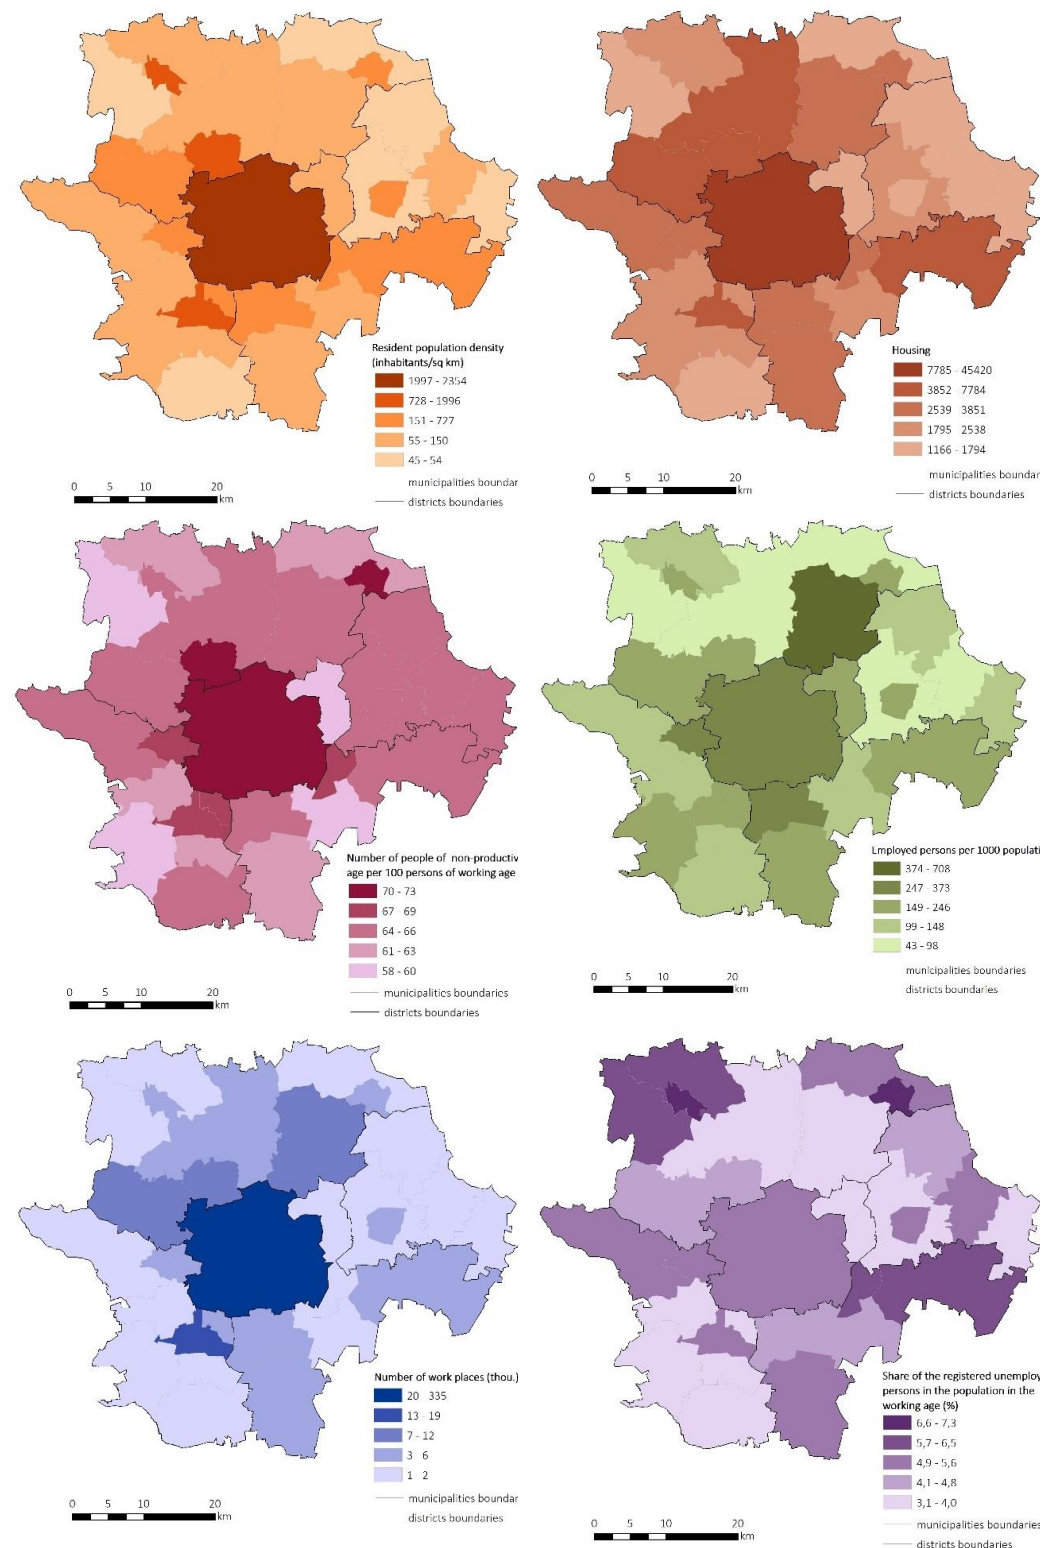 Resident population density
(inhabitants/sq km)
1997 - 2354
728 - 1996
151 - 727
55 - 150
45 - 54
municipalities boundar
districts boundaries
0 5 10 20
km
Housing
7785 - 45420
3852 - 7784
2539 - 3851
1795 - 2538
1166 - 1794
municipalities boundar
districts boundaries
0 5 10 20
km
Number of people of non-productiv
age per 100 persons of working age
70 - 73
67 - 69
64 - 66
61 - 63
58 - 60
municipalities boundaries
districts boundaries
0 5 10 20
km
Employed persons per 1000 populati
374 - 708
247 - 373
149 - 246
99 - 148
43 - 98
municipalities boundaries
districts boundaries
0 5 10 20
km
Number of work places (thou.)
20 - 335
13 - 19
7 - 12
3 - 6
1 - 2
municipalities boundar
districts boundaries
0 5 10 20
km
Share of the registered unemploy
persons in the population in the
working age (%)
6,6 - 7,3
5,7 - 6,5
4,9 - 5,6
4,1 - 4,8
3,1 - 4,0
municipalities boundaries
districts boundaries
0 5 10 20
km